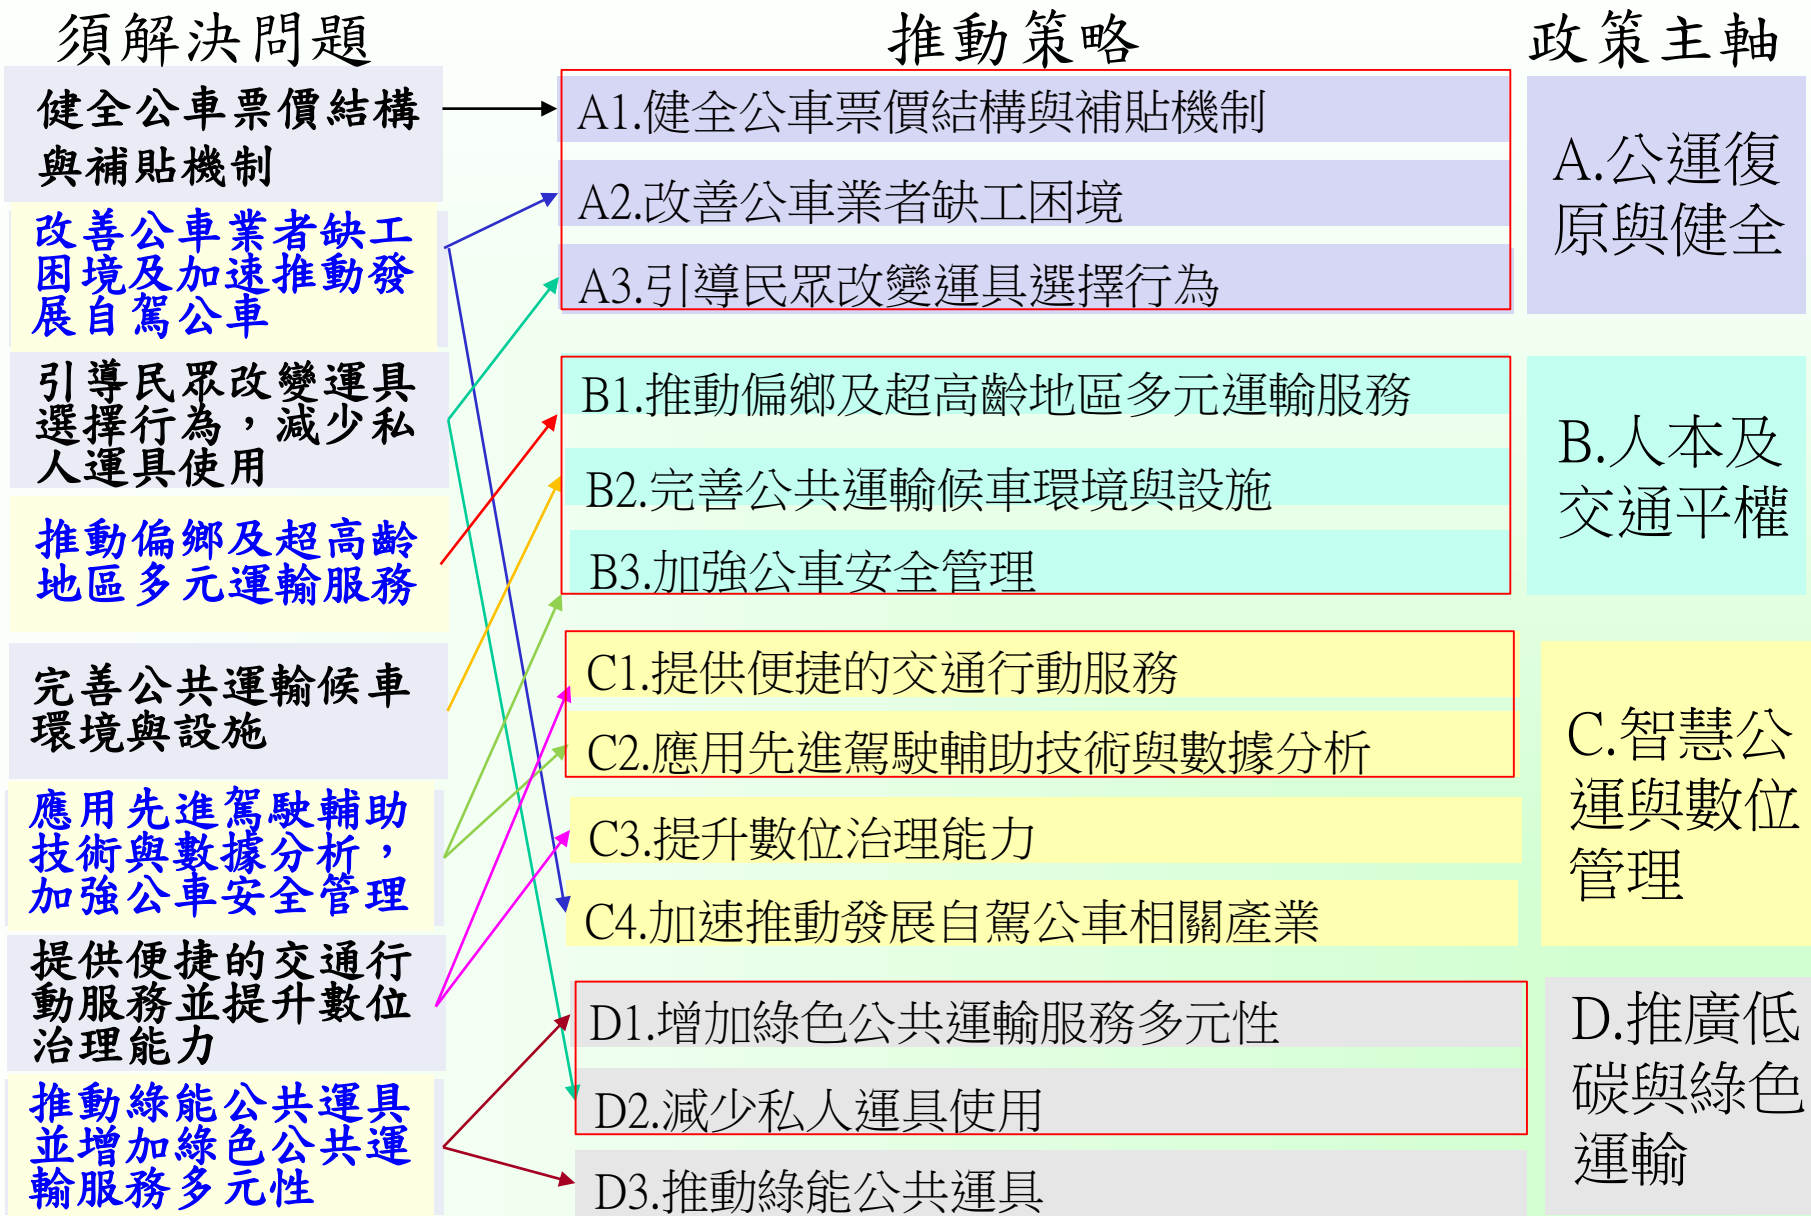 須解決問題
推動策略
政策主軸
健全公車票價結構
與補貼機制
改善公車業者缺工
困境及加速推動發
展自駕公車
引導民眾改變運具
選擇行為，減少私
人運具使用
推動偏鄉及超高齡
地區多元運輸服務
完善公共運輸候車
環境與設施
應用先進駕駛輔助
技術與數據分析，
加強公車安全管理
提供便捷的交通行
動服務並提升數位
治理能力
推動綠能公共運具
並增加綠色公共運
輸服務多元性
A1.健全公車票價結構與補貼機制
A2.改善公車業者缺工困境
A3.引導民眾改變運具選擇行為
B1.推動偏鄉及超高齡地區多元運輸服務
B2.完善公共運輸候車環境與設施
B3.加強公車安全管理
C1.提供便捷的交通行動服務
C2.應用先進駕駛輔助技術與數據分析
C3.提升數位治理能力
C4.加速推動發展自駕公車相關產業
D1.增加綠色公共運輸服務多元性
D2.減少私人運具使用
D3.推動綠能公共運具
A.公運復
原與健全
B.人本及
交通平權
C.智慧公
運與數位
管理
D.推廣低
碳與綠色
運輸